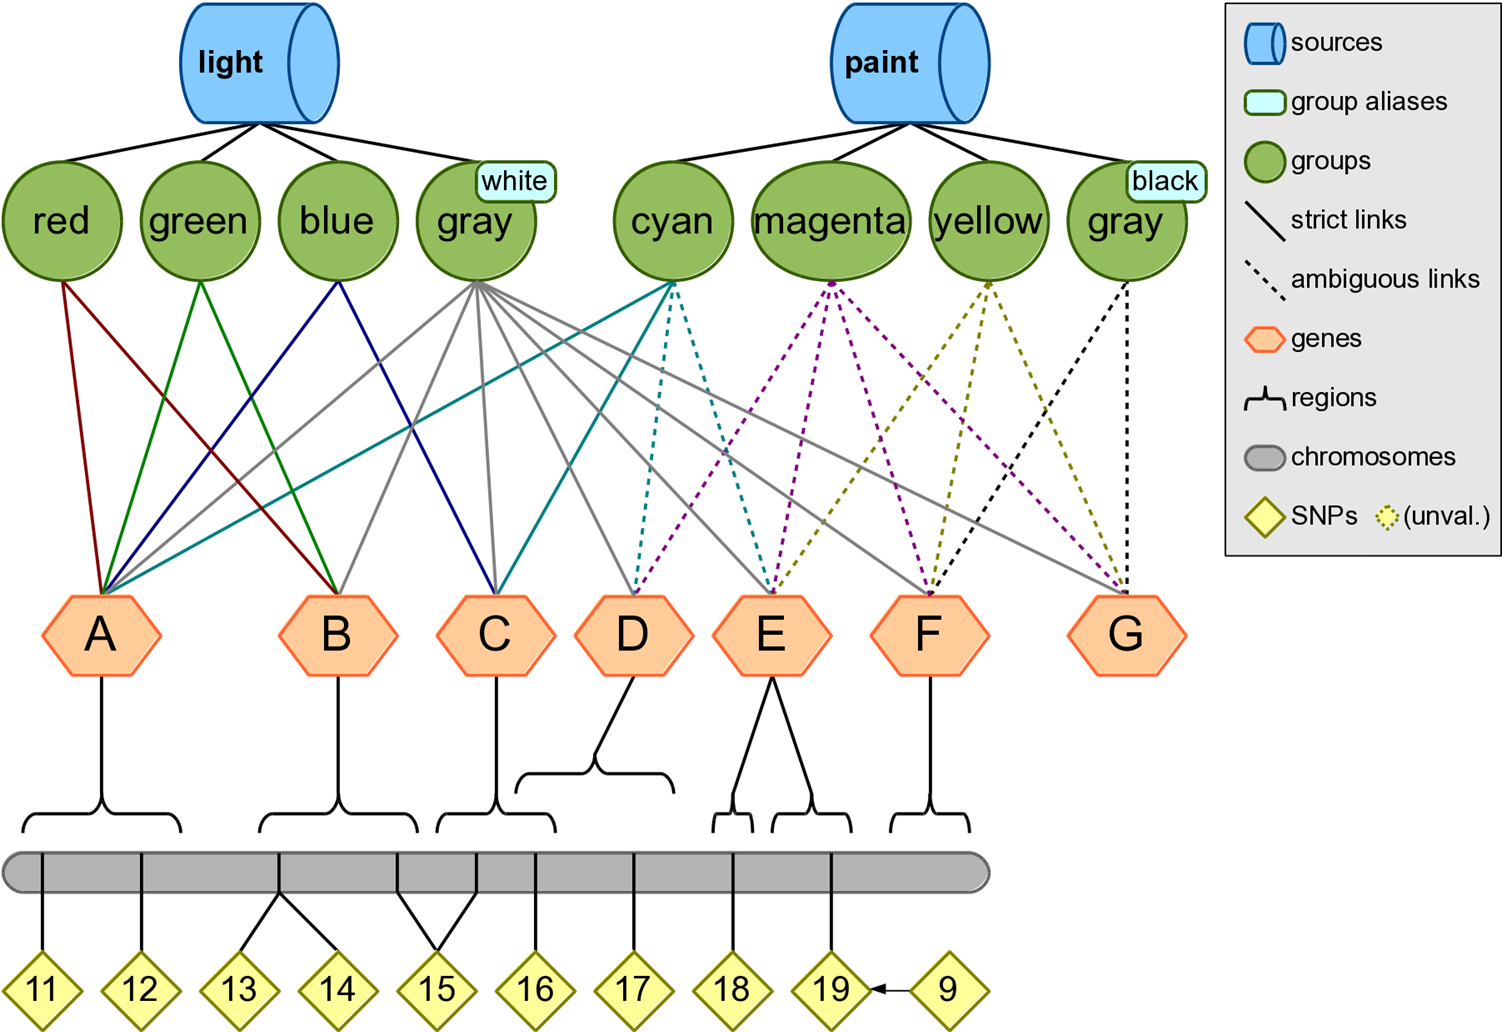 light
paint
white
black
red
green
blue
gray
cyan
magenta
yellow
gray
A
B
C
D
E
F
G
11
12
13
14
15
16
17
18
19
9
sources
group aliases
groups
strict links
ambiguous links
genes
regions
chromosomes
SNPs (unval.)